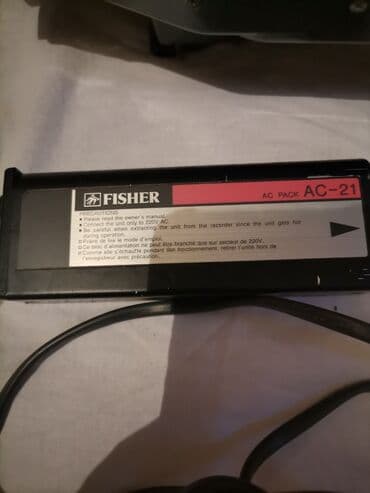 FISHER
AC PACK AC-21
PRECAUTIONS
Please read the owner's manual.
Connect the unit only to 220V AC.
Be careful when extracting the unit from the recorder since the unit gets hot
during operation.
Prière de lire le mode d'emploi.
Ce bloc d'alimentation ne peut être branché que sur secteur de 220V.
Comme elle s'échauffe pendant son fonctionnement, retirer l'unité hors de
l'enregistreur avec précaution.